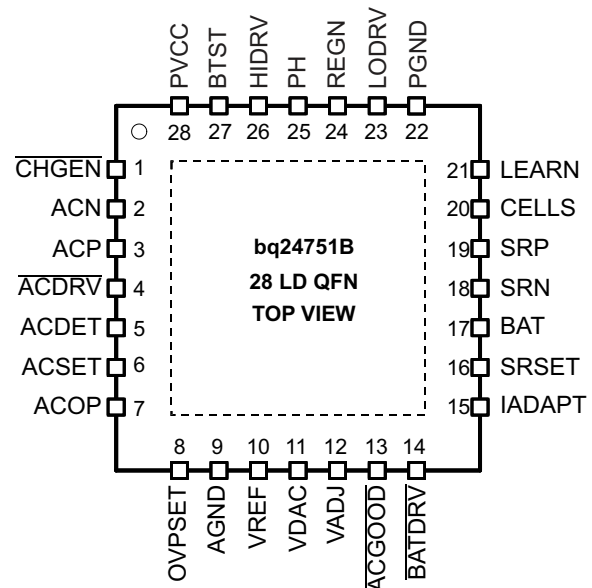 PVCC
BTST
HIDRV
PH
REGN
LODRV
PGND
28 27 26 25 24 23 22
CHGEN 1
ACN 2
ACP 3
ACDRV 4
ACDET 5
ACSET 6
ACOP 7
bq24751B
28 LD QFN
TOP VIEW
21 LEARN
20 CELLS
19 SRP
18 SRN
17 BAT
16 SRSET
15 IADAPT
8 9 10 11 12 13 14
OVPSET
AGND
VREF
VDAC
VADJ
ACGOOD
BATDRV